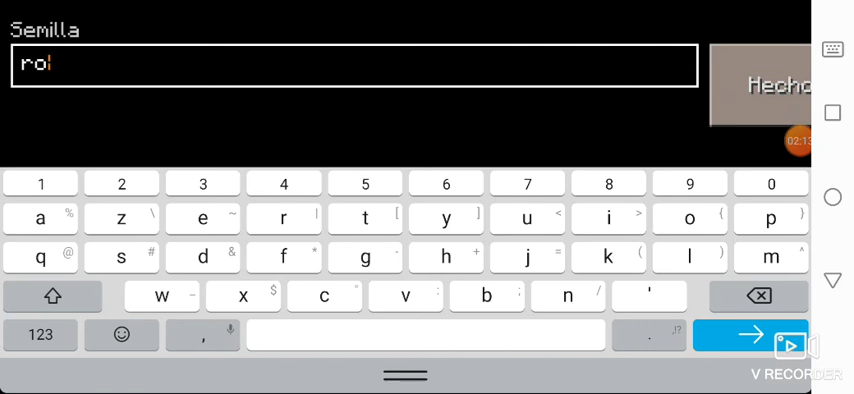 Semilla
ro
Hecho
02:13
1 2 3 4 5 6 7 8 9 0
a % z \ e ~ r | t [ y ] u < i > o { p }
q @ s # d & f * g - h + j = k ( l ) m ^
w _ x $ c " v : b ; n / '
123 , . ,!?
V RECORDER